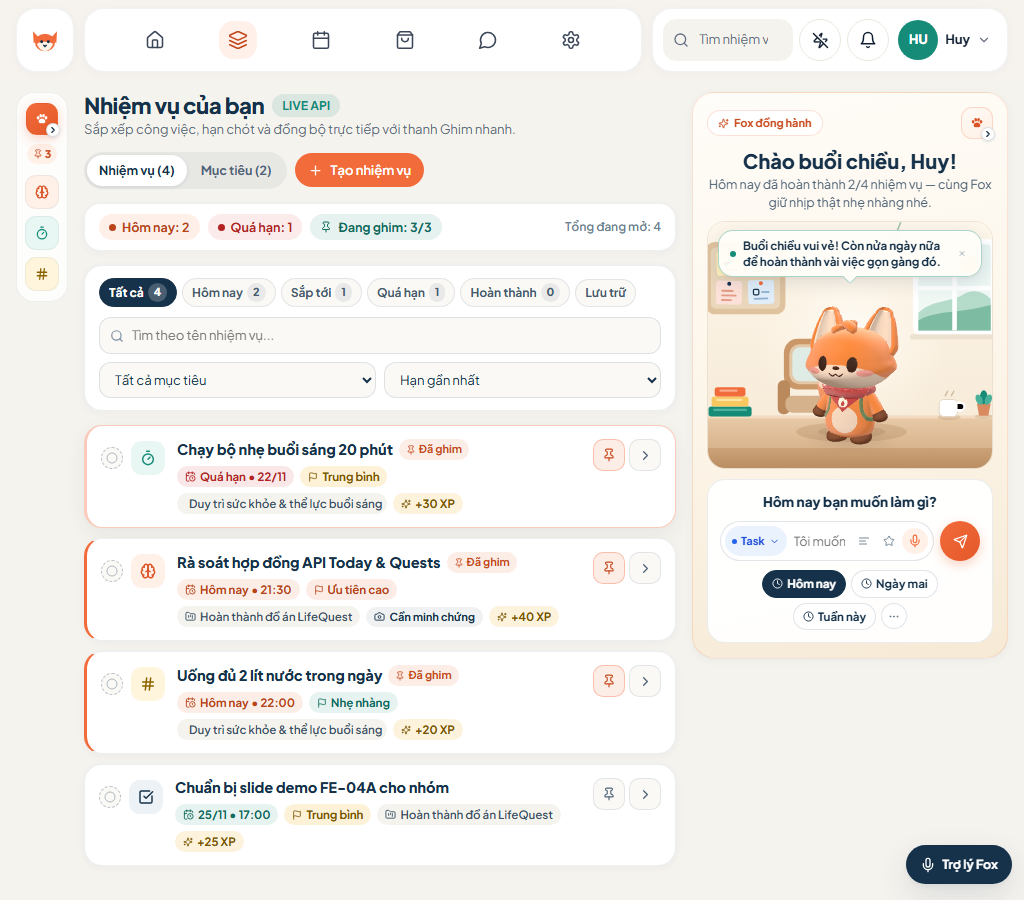 Tìm nhiệm v
HU
Huy
3
Nhiệm vụ của bạn
LIVE API
Sắp xếp công việc, hạn chót và đồng bộ trực tiếp với thanh Ghim nhanh.
Nhiệm vụ (4)
Mục tiêu (2)
Tạo nhiệm vụ
Hôm nay: 2
Quá hạn: 1
Đang ghim: 3/3
Tổng đang mở: 4
Tất cả 4
Hôm nay 2
Sắp tới 1
Quá hạn 1
Hoàn thành 0
Lưu trữ
Tìm theo tên nhiệm vụ...
Tất cả mục tiêu
Hạn gần nhất
Chạy bộ nhẹ buổi sáng 20 phút
Đã ghim
Quá hạn • 22/11
Trung bình
Duy trì sức khỏe & thể lực buổi sáng
+30 XP
Rà soát hợp đồng API Today & Quests
Đã ghim
Hôm nay • 21:30
Ưu tiên cao
Hoàn thành đồ án LifeQuest
Cần minh chứng
+40 XP
Uống đủ 2 lít nước trong ngày
Đã ghim
Hôm nay • 22:00
Nhẹ nhàng
Duy trì sức khỏe & thể lực buổi sáng
+20 XP
Chuẩn bị slide demo FE-04A cho nhóm
25/11 • 17:00
Trung bình
Hoàn thành đồ án LifeQuest
+25 XP
Fox đồng hành
Chào buổi chiều, Huy!
Hôm nay đã hoàn thành 2/4 nhiệm vụ — cùng Fox
giữ nhịp thật nhẹ nhàng nhé.
Buổi chiều vui vẻ! Còn nửa ngày nữa
để hoàn thành vài việc gọn gàng đó.
Hôm nay bạn muốn làm gì?
Task
Tôi muốn
Hôm nay
Ngày mai
Tuần này
Trợ lý Fox